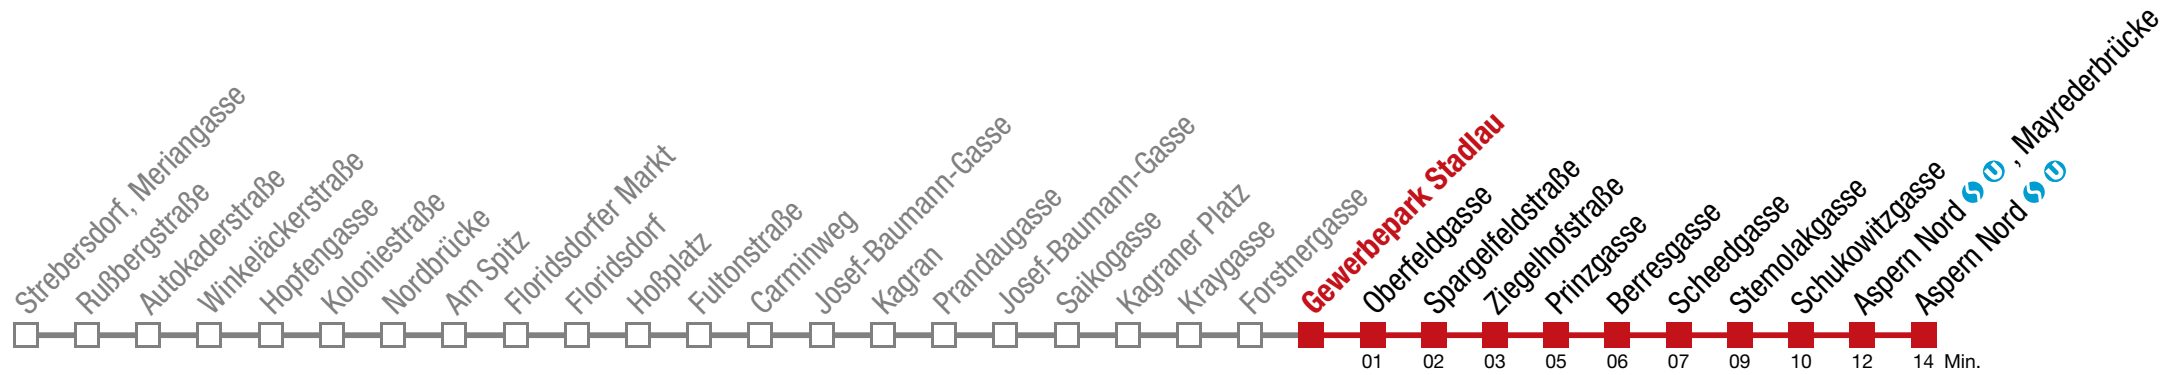 Strebersdorf, Meriangasse
Rußbergstraße
Autokaderstraße
Winkeläckerstraße
Hopfengasse
Koloniestraße
Nordbrücke
Am Spitz
Floridsdorfer Markt
Floridsdorf
Hoßplatz
Fultonstraße
Carminweg
Josef-Baumann-Gasse
Kagran
Prandaugasse
Josef-Baumann-Gasse
Saikogasse
Kagraner Platz
Kraygasse
Forstnergasse
Gewerbepark Stadlau
Oberfeldgasse
Spargelfeldstraße
Ziegelhofstraße
Prinzgasse
Berresgasse
Scheedgasse
Stemolakgasse
Schukowitzgasse
Aspern Nord S U, Mayrederbrücke
Aspern Nord S U
01 02 03 05 06 07 09 10 12 14 Min.